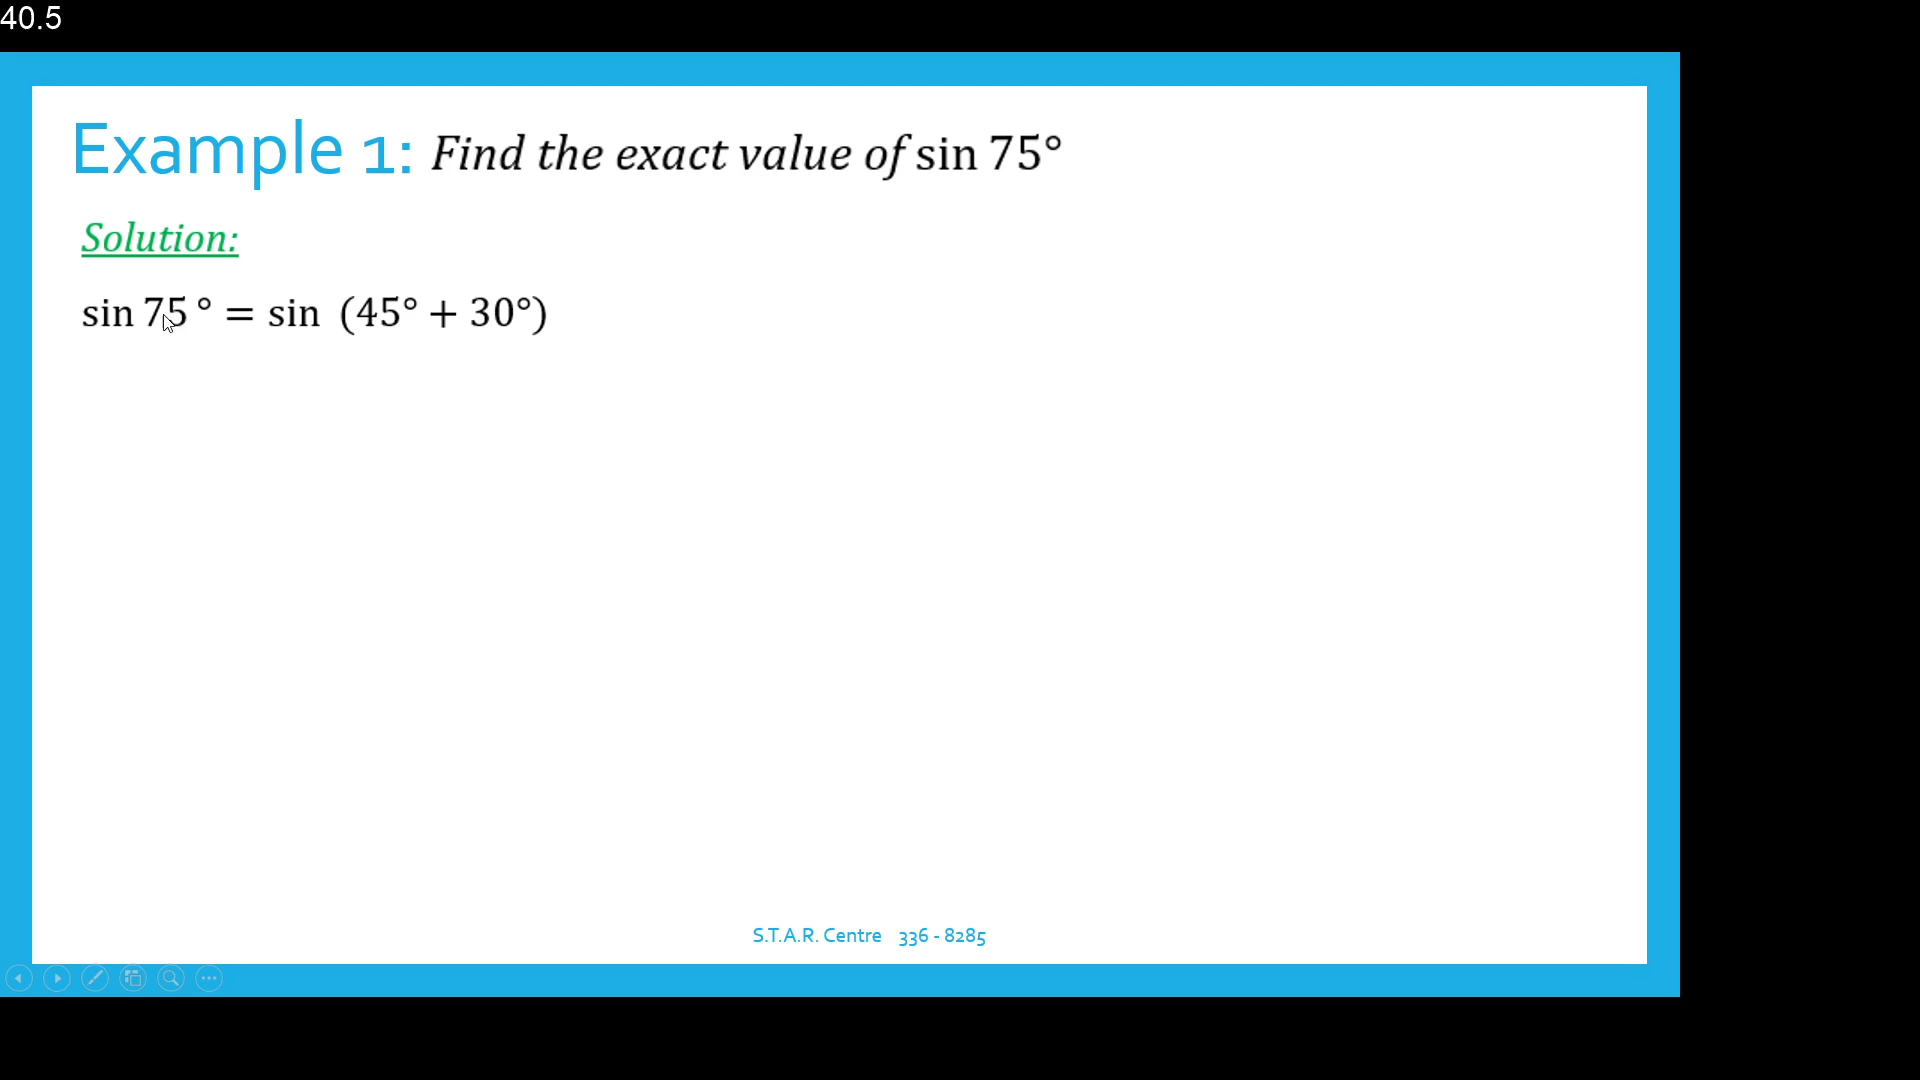 40.5
Example 1: Find the exact value of sin 75°
Solution:
sin 75 ° = sin (45° + 30°)
S.T.A.R. Centre 336 - 8285